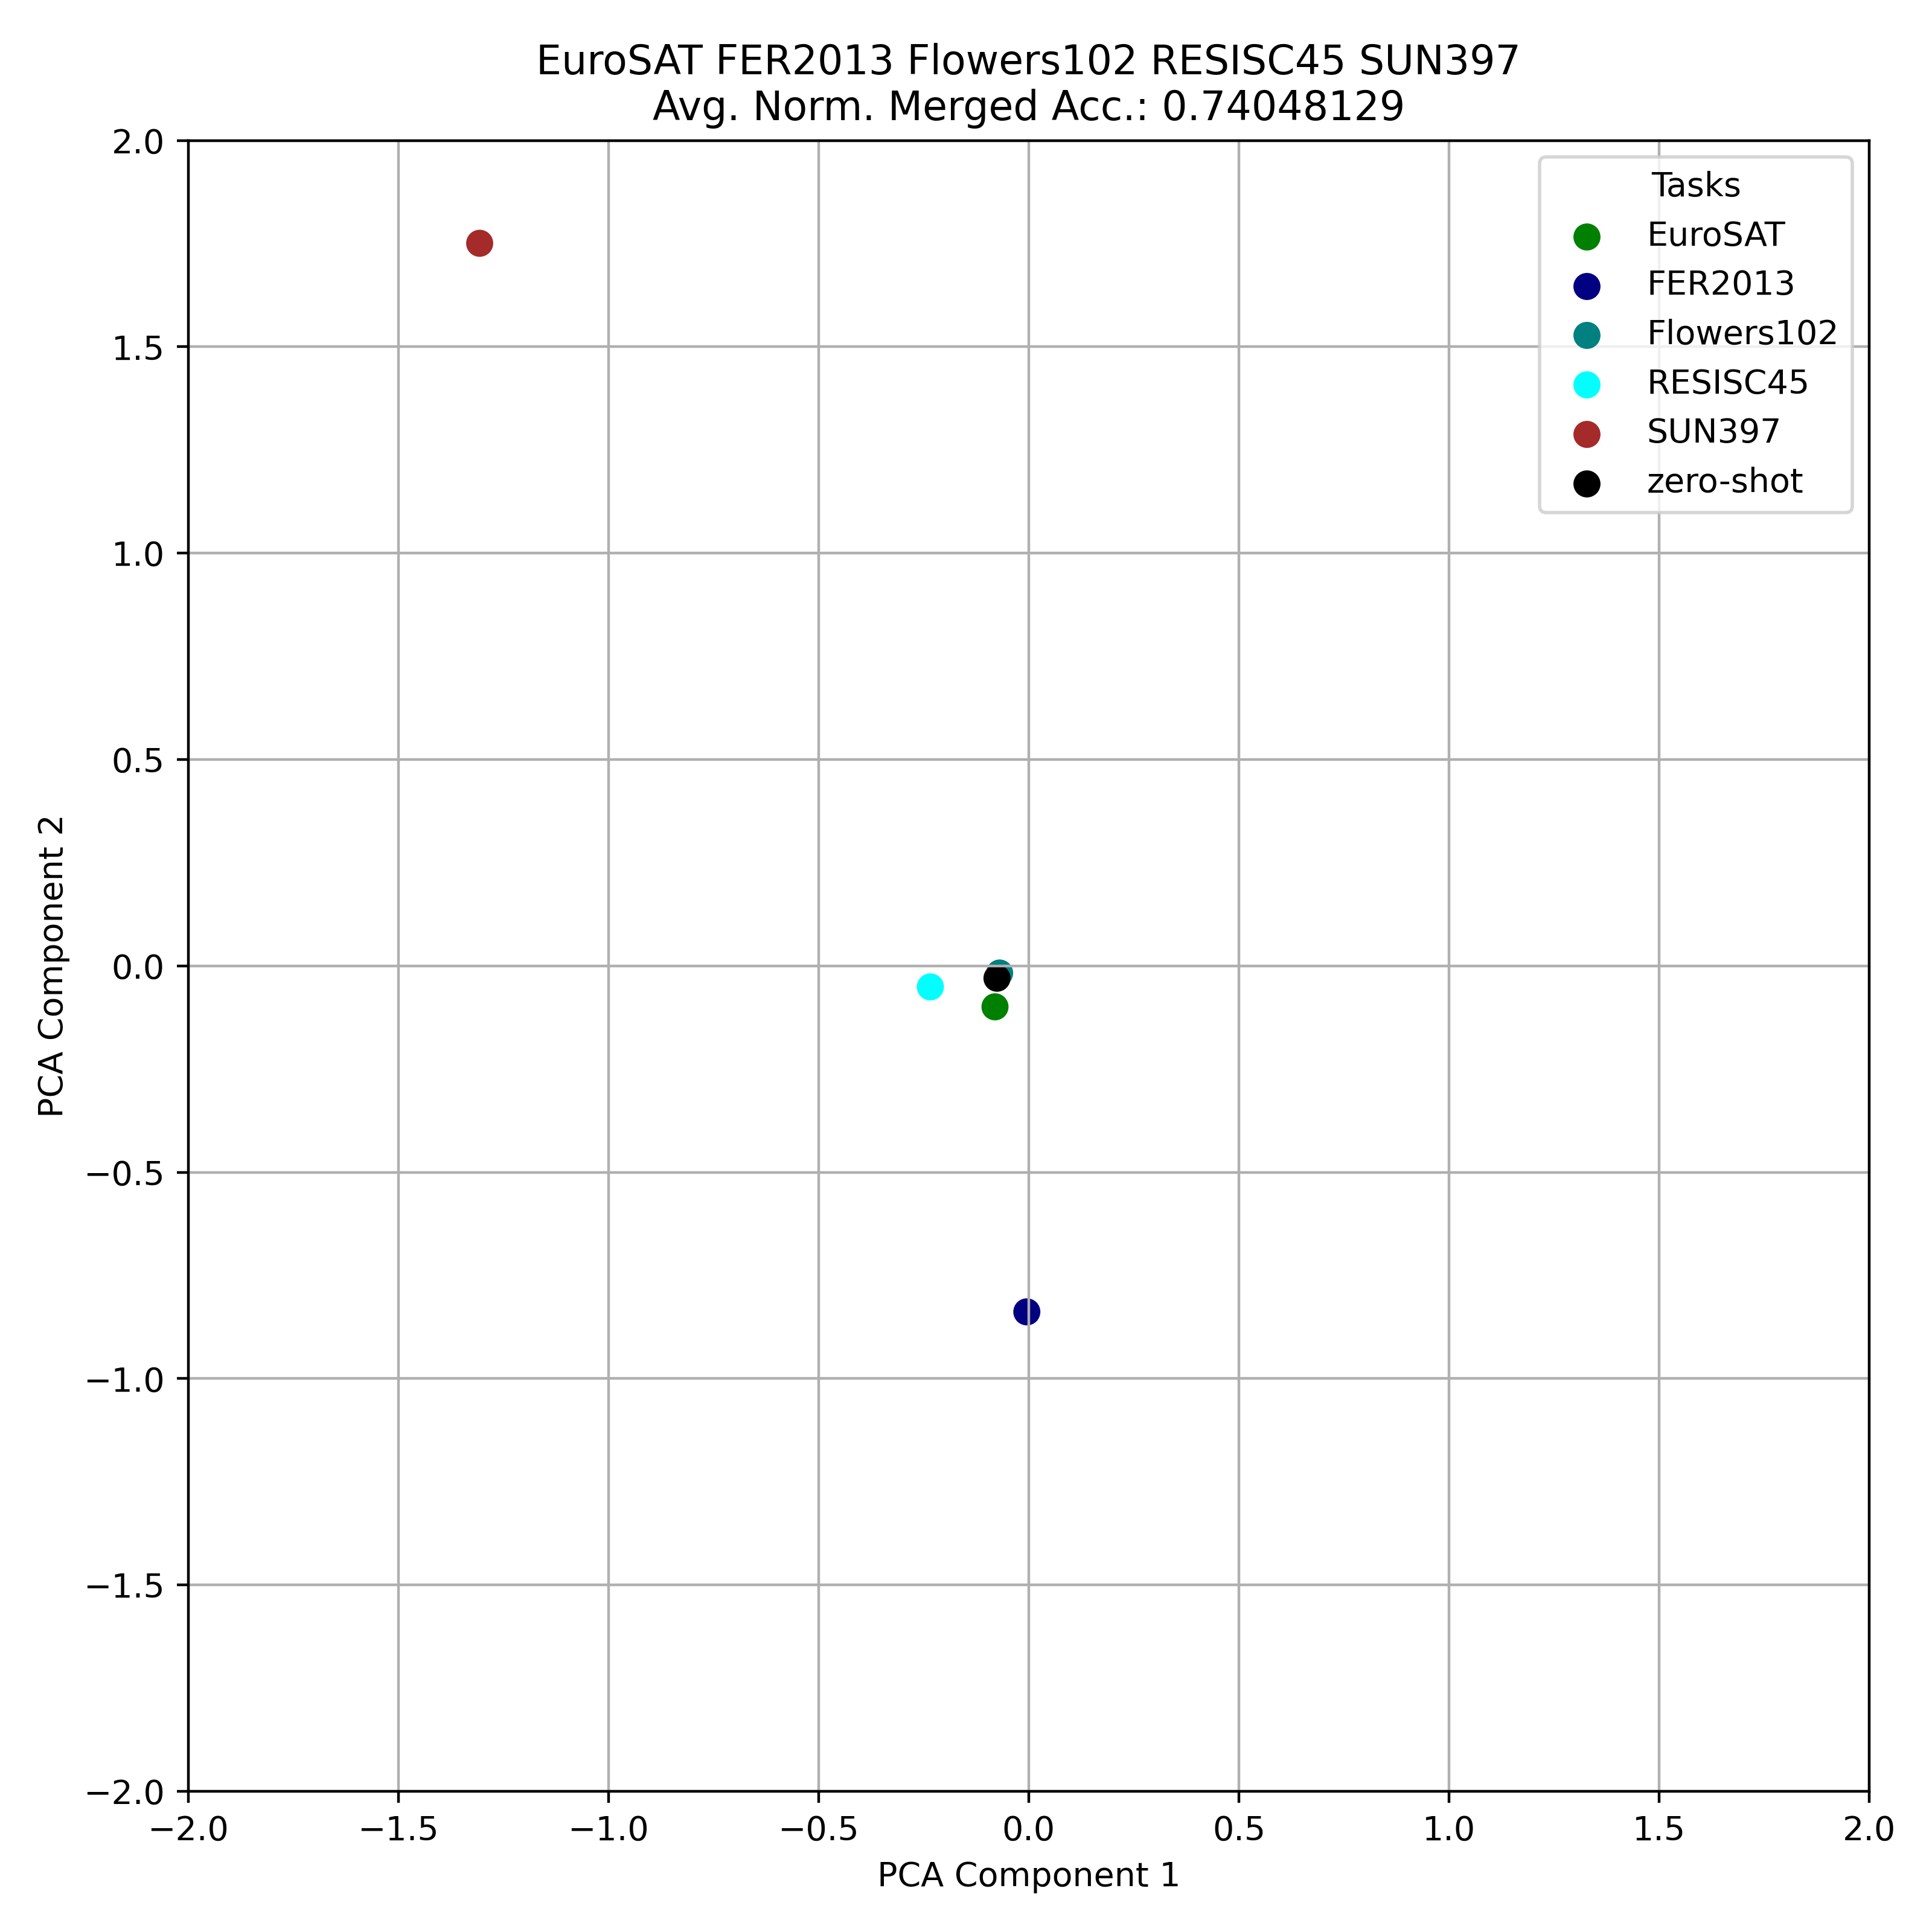 EuroSAT FER2013 Flowers102 RESISC45 SUN397
Avg. Norm. Merged Acc.: 0.74048129
Tasks
EuroSAT
FER2013
Flowers102
RESISC45
SUN397
zero-shot
PCA Component 2
2.0
1.5
1.0
0.5
0.0
−0.5
−1.0
−1.5
−2.0
−2.0 −1.5 −1.0 −0.5 0.0 0.5 1.0 1.5 2.0
PCA Component 1